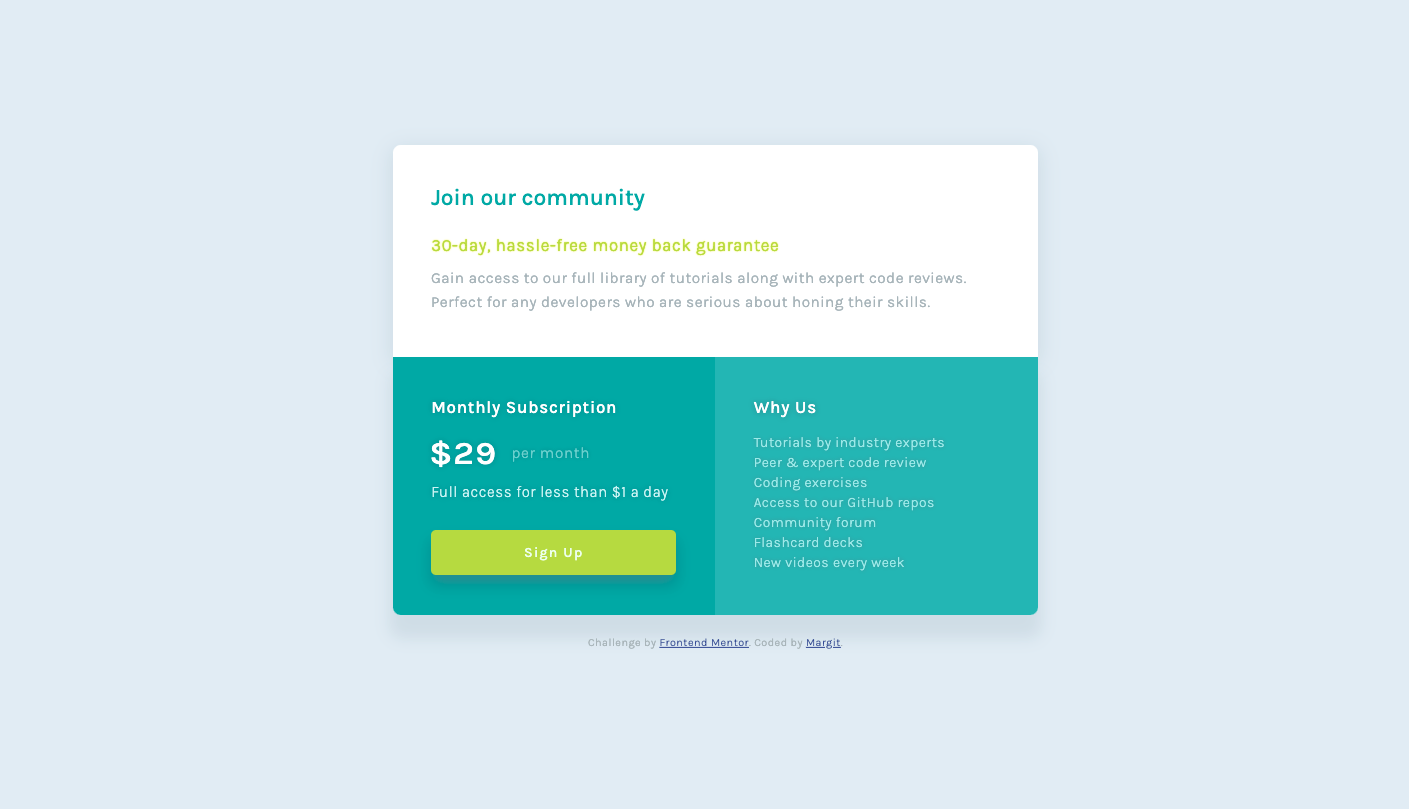 Join our community
30-day, hassle-free money back guarantee
Gain access to our full library of tutorials along with expert code reviews.
Perfect for any developers who are serious about honing their skills.
Monthly Subscription
$29 per month
Full access for less than $1 a day
Sign Up
Why Us
Tutorials by industry experts
Peer & expert code review
Coding exercises
Access to our GitHub repos
Community forum
Flashcard decks
New videos every week
Challenge by Frontend Mentor. Coded by Margit.